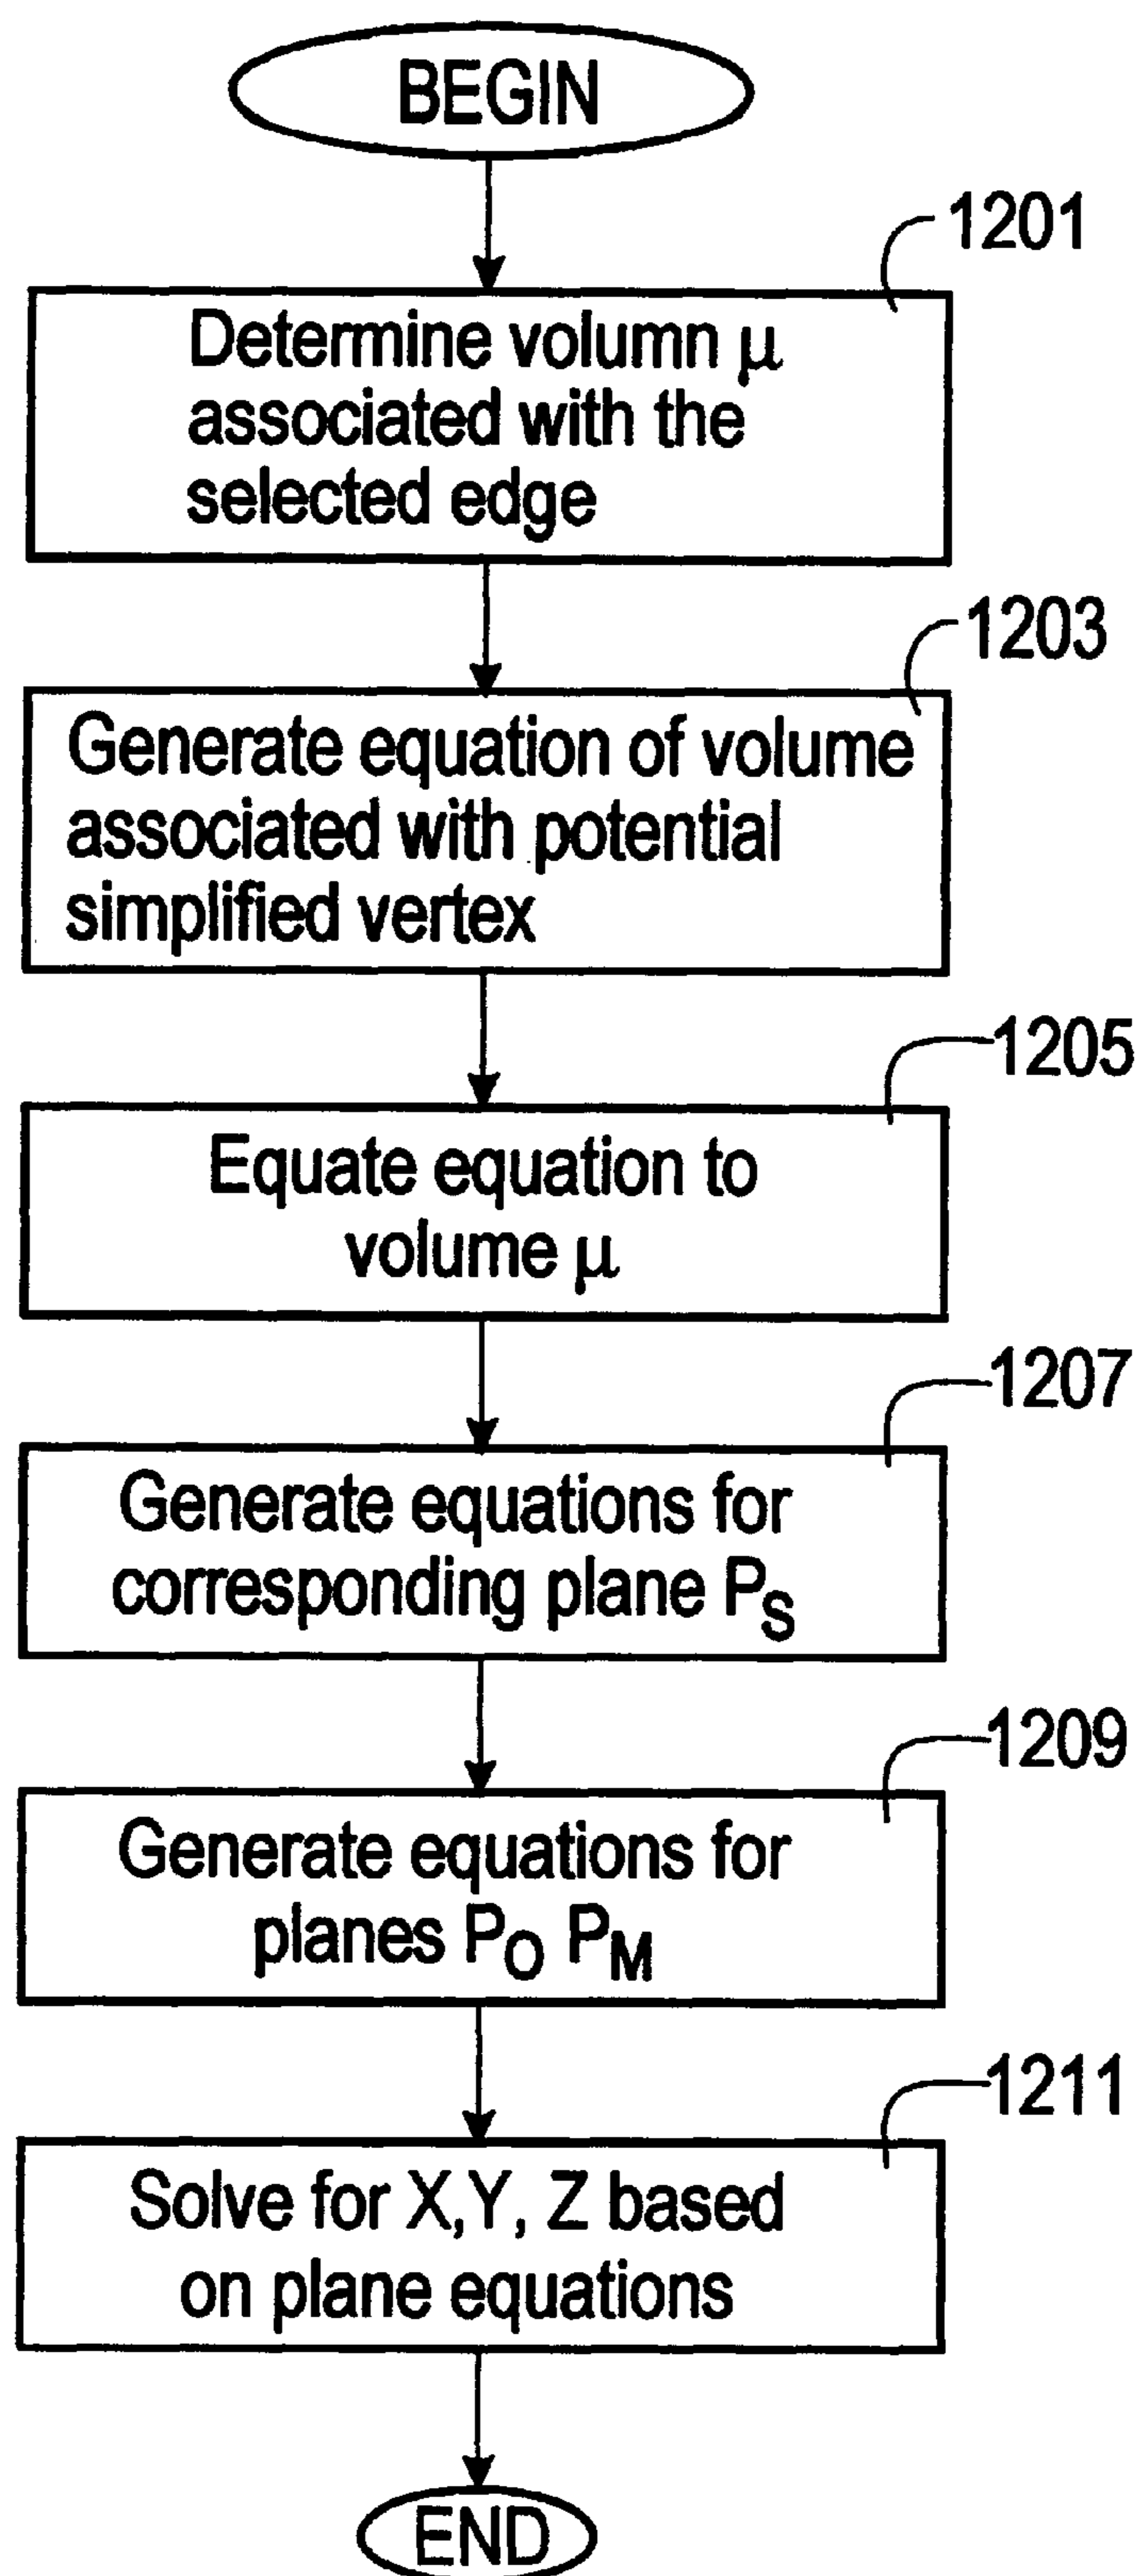 BEGIN
1201
Determine volumn μ
associated with the
selected edge
1203
Generate equation of volume
associated with potential
simplified vertex
1205
Equate equation to
volume μ
1207
Generate equations for
corresponding plane PS
1209
Generate equations for
planes PO PM
1211
Solve for X,Y, Z based
on plane equations
END